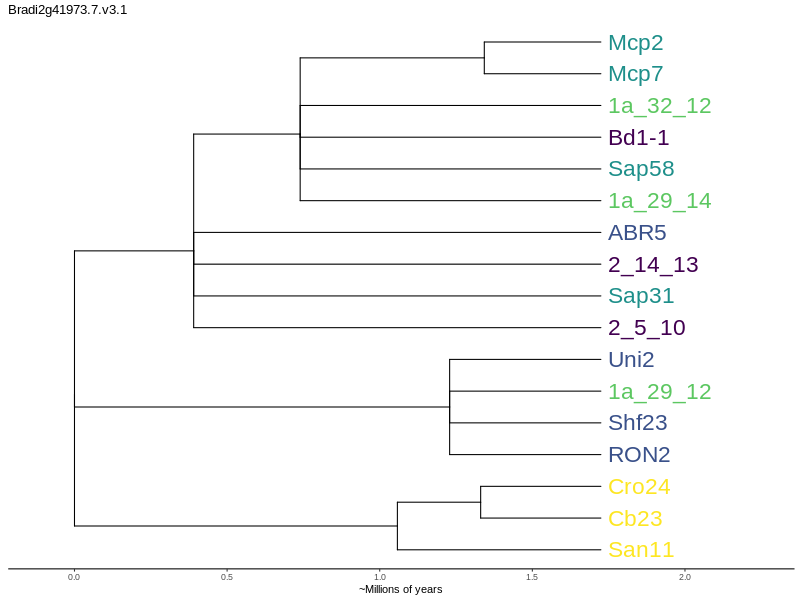 Bradi2g41973.7.v3.1
Mcp2
Mcp7
1a_32_12
Bd1-1
Sap58
1a_29_14
ABR5
2_14_13
Sap31
2_5_10
Uni2
1a_29_12
Shf23
RON2
Cro24
Cb23
San11
0.0 0.5 1.0 1.5 2.0
~Millions of years